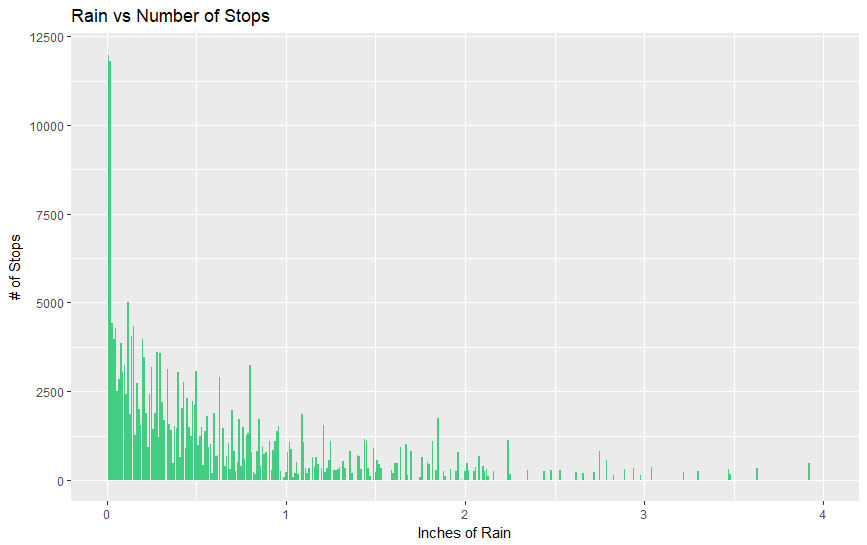 Rain vs Number of Stops
12500
10000
7500
5000
2500
0
# of Stops
0 1 2 3 4
Inches of Rain